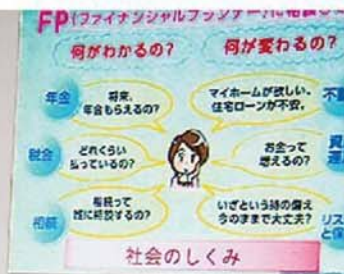 FP(ファイナンシャルプランナー)に相談
何がわかるの？
何が変わるの？
年金
将来、
年金もらえるの？
マイホームが欲しい。
住宅ローンが不安。
不動
税金
どれくらい
払っているの？
お金って
増えるの？
資
運用
相続
相続って
誰に相談するの？
いざという時の備え
今のままで大丈夫？
リス
と保
社会のしくみ